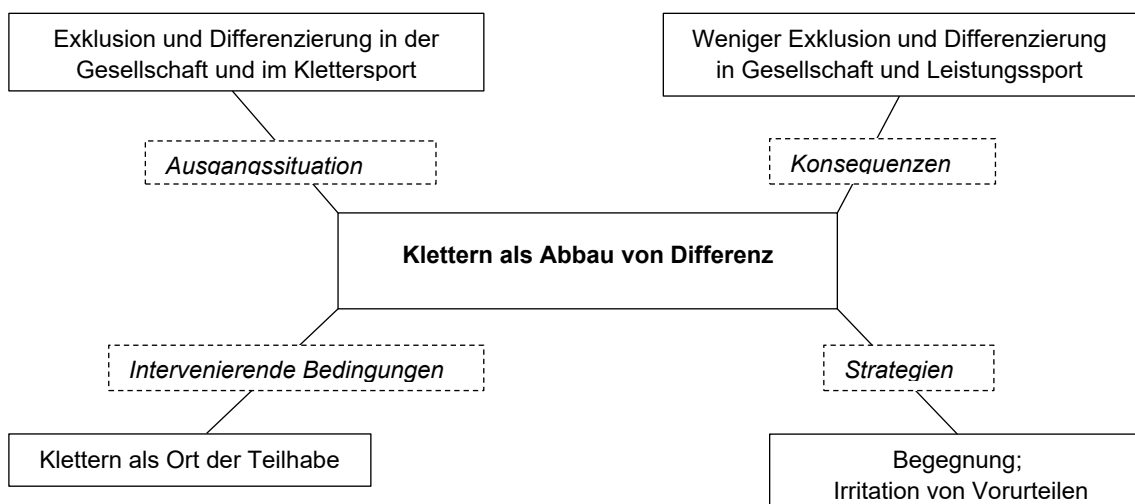 Exklusion und Differenzierung in der
Gesellschaft und im Klettersport
Weniger Exklusion und Differenzierung
in Gesellschaft und Leistungssport
Ausgangssituation
Konsequenzen
Klettern als Abbau von Differenz
Intervenierende Bedingungen
Strategien
Klettern als Ort der Teilhabe
Begegnung;
Irritation von Vorurteilen